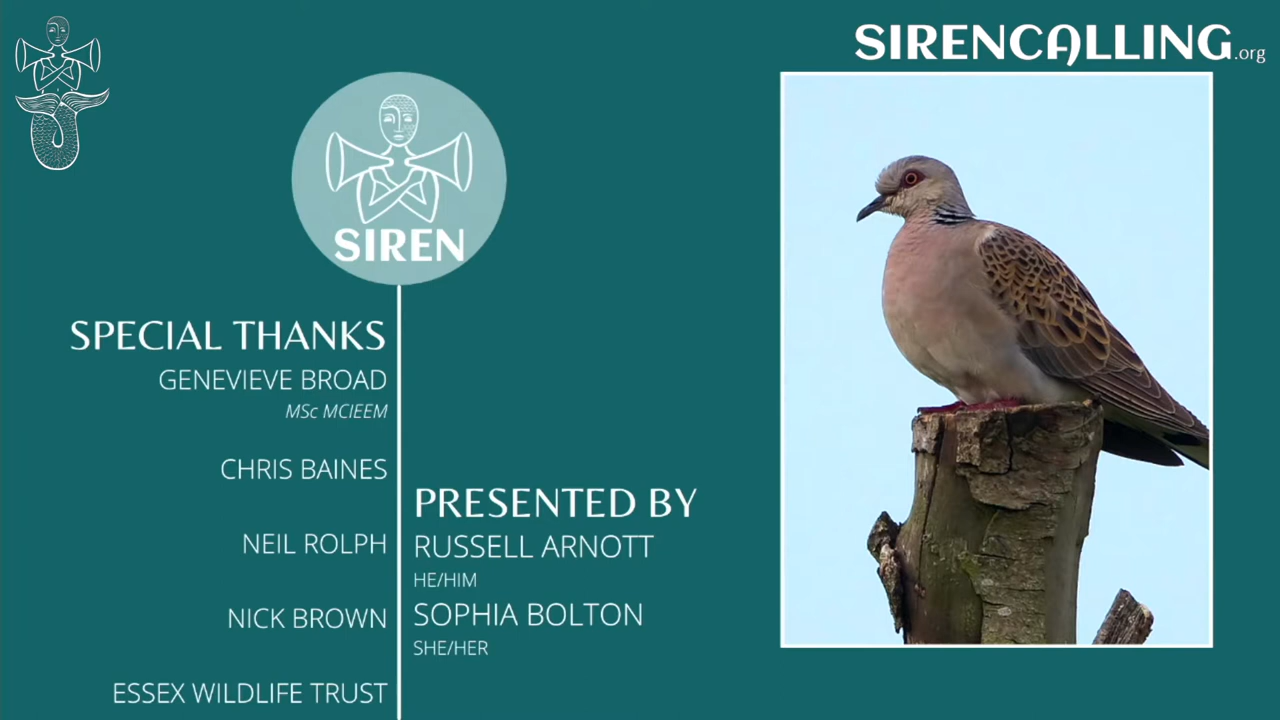 SIRENCALLING.org
SIREN
SPECIAL THANKS
GENEVIEVE BROAD
MSc MCIEEM
CHRIS BAINES
NEIL ROLPH
NICK BROWN
ESSEX WILDLIFE TRUST
PRESENTED BY
RUSSELL ARNOTT
HE/HIM
SOPHIA BOLTON
SHE/HER